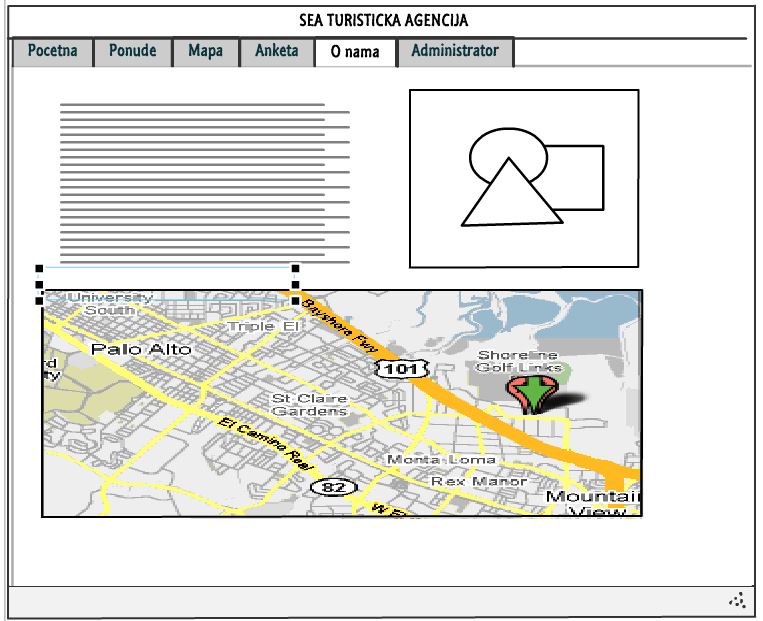 SEA TURISTICKA AGENCIJA
Pocetna Ponude Mapa Anketa O nama Administrator
University
South
Triple El
Bayshore Fwy
Palo Alto
101
Shoreline
Golf Links
St Claire
Gardens
El Camino Real
Monta Loma
82
Rex Manor
Mountain
View